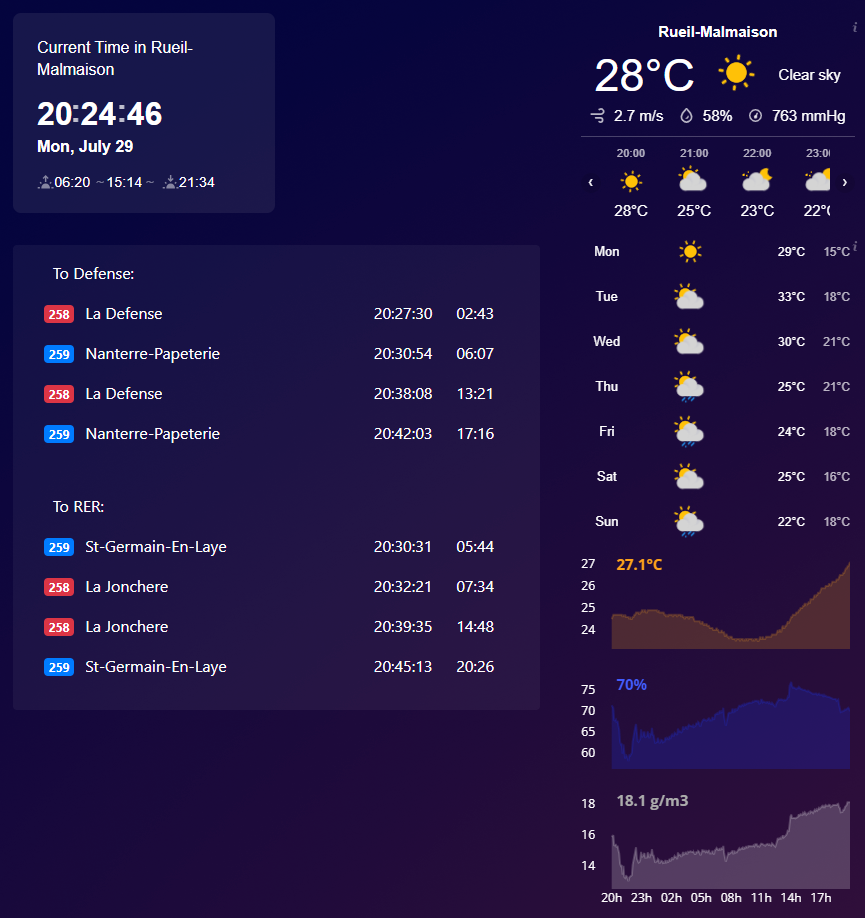 Current Time in Rueil-
Malmaison
20:24:46
Mon, July 29
06:20 ~ 15:14 ~ 21:34
To Defense:
258 La Defense 20:27:30 02:43
259 Nanterre-Papeterie 20:30:54 06:07
258 La Defense 20:38:08 13:21
259 Nanterre-Papeterie 20:42:03 17:16
To RER:
259 St-Germain-En-Laye 20:30:31 05:44
258 La Jonchere 20:32:21 07:34
258 La Jonchere 20:39:35 14:48
259 St-Germain-En-Laye 20:45:13 20:26
Rueil-Malmaison i
28°C Clear sky
2.7 m/s 58% 763 mmHg
20:00 21:00 22:00 23:00
‹ ›
28°C 25°C 23°C 22°C
Mon 29°C 15°C i
Tue 33°C 18°C
Wed 30°C 21°C
Thu 25°C 21°C
Fri 24°C 18°C
Sat 25°C 16°C
Sun 22°C 18°C
27 27.1°C
26
25
24
70%
75
70
65
60
18.1 g/m3
18
16
14
20h 23h 02h 05h 08h 11h 14h 17h